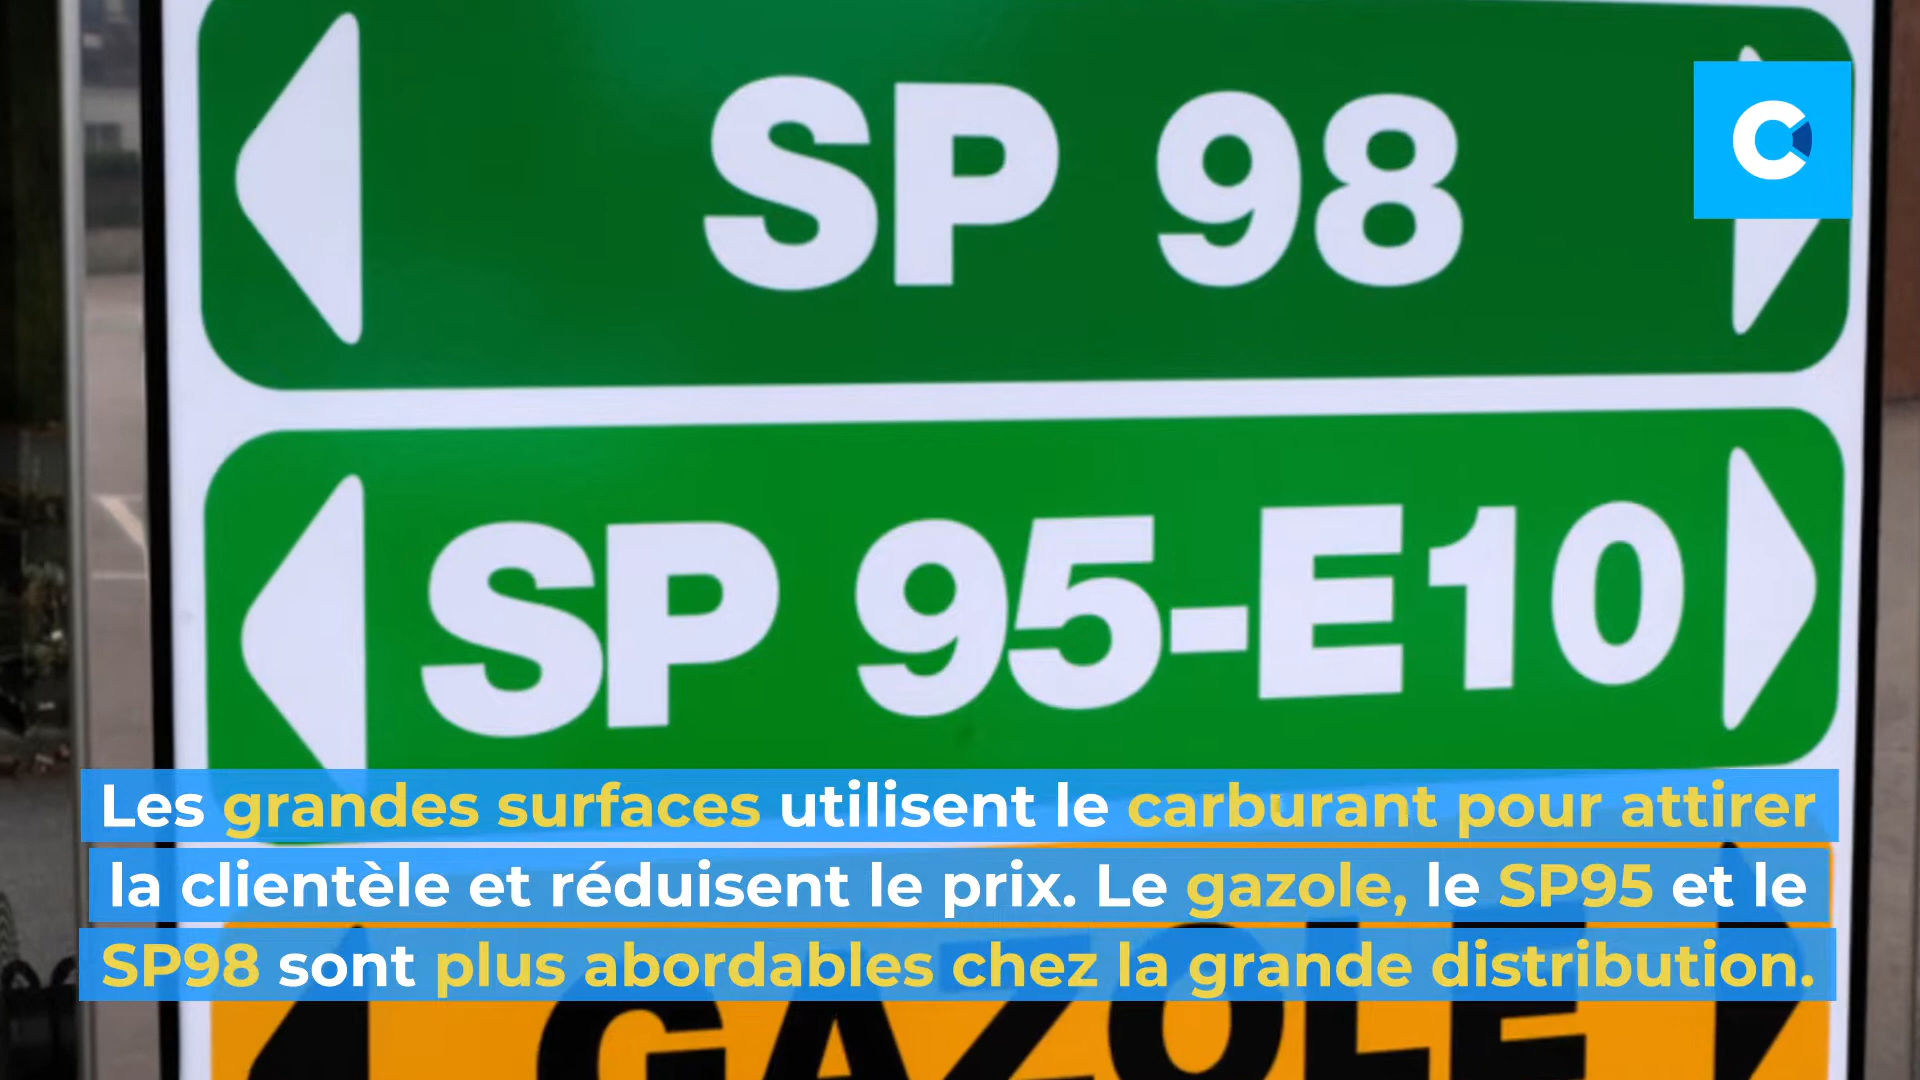 SP 98
C
SP 95-E10
Les grandes surfaces utilisent le carburant pour attirer
la clientèle et réduisent le prix. Le gazole, le SP95 et le
SP98 sont plus abordables chez la grande distribution.
GAZOLE